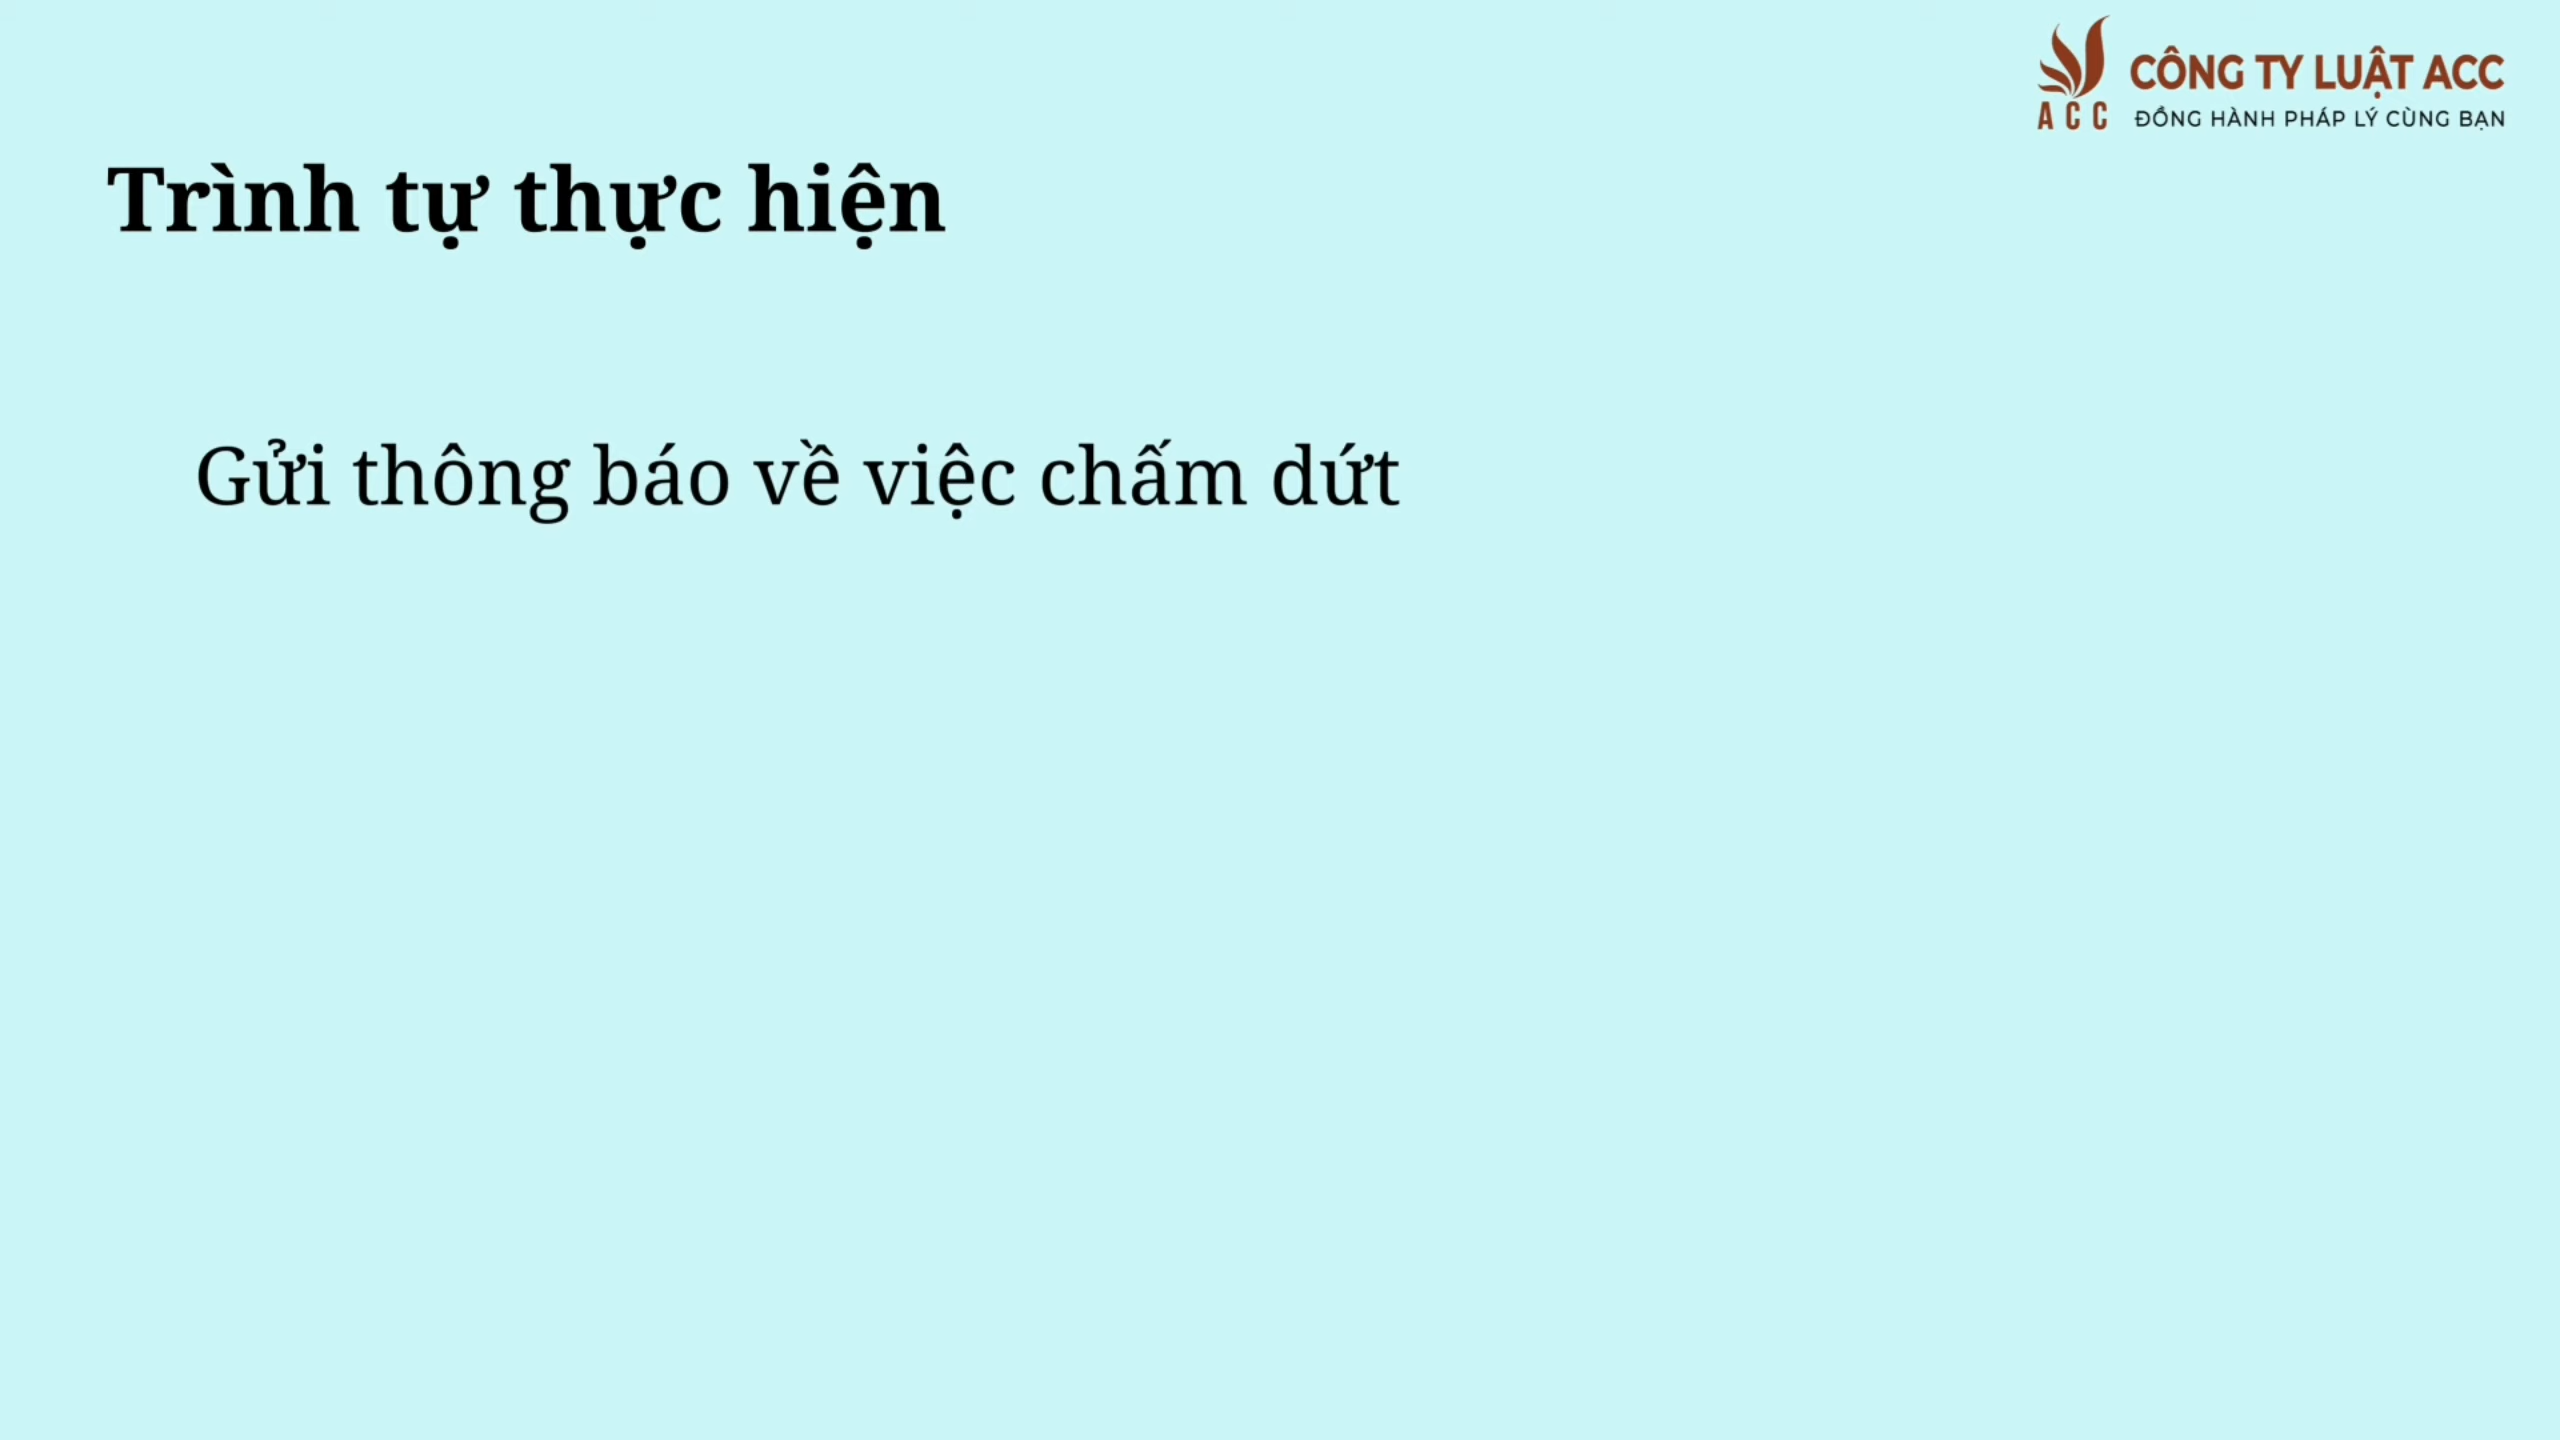 CÔNG TY LUẬT ACC
ACC
ĐỒNG HÀNH PHÁP LÝ CÙNG BẠN
Trình tự thực hiện
Gửi thông báo về việc chấm dứt